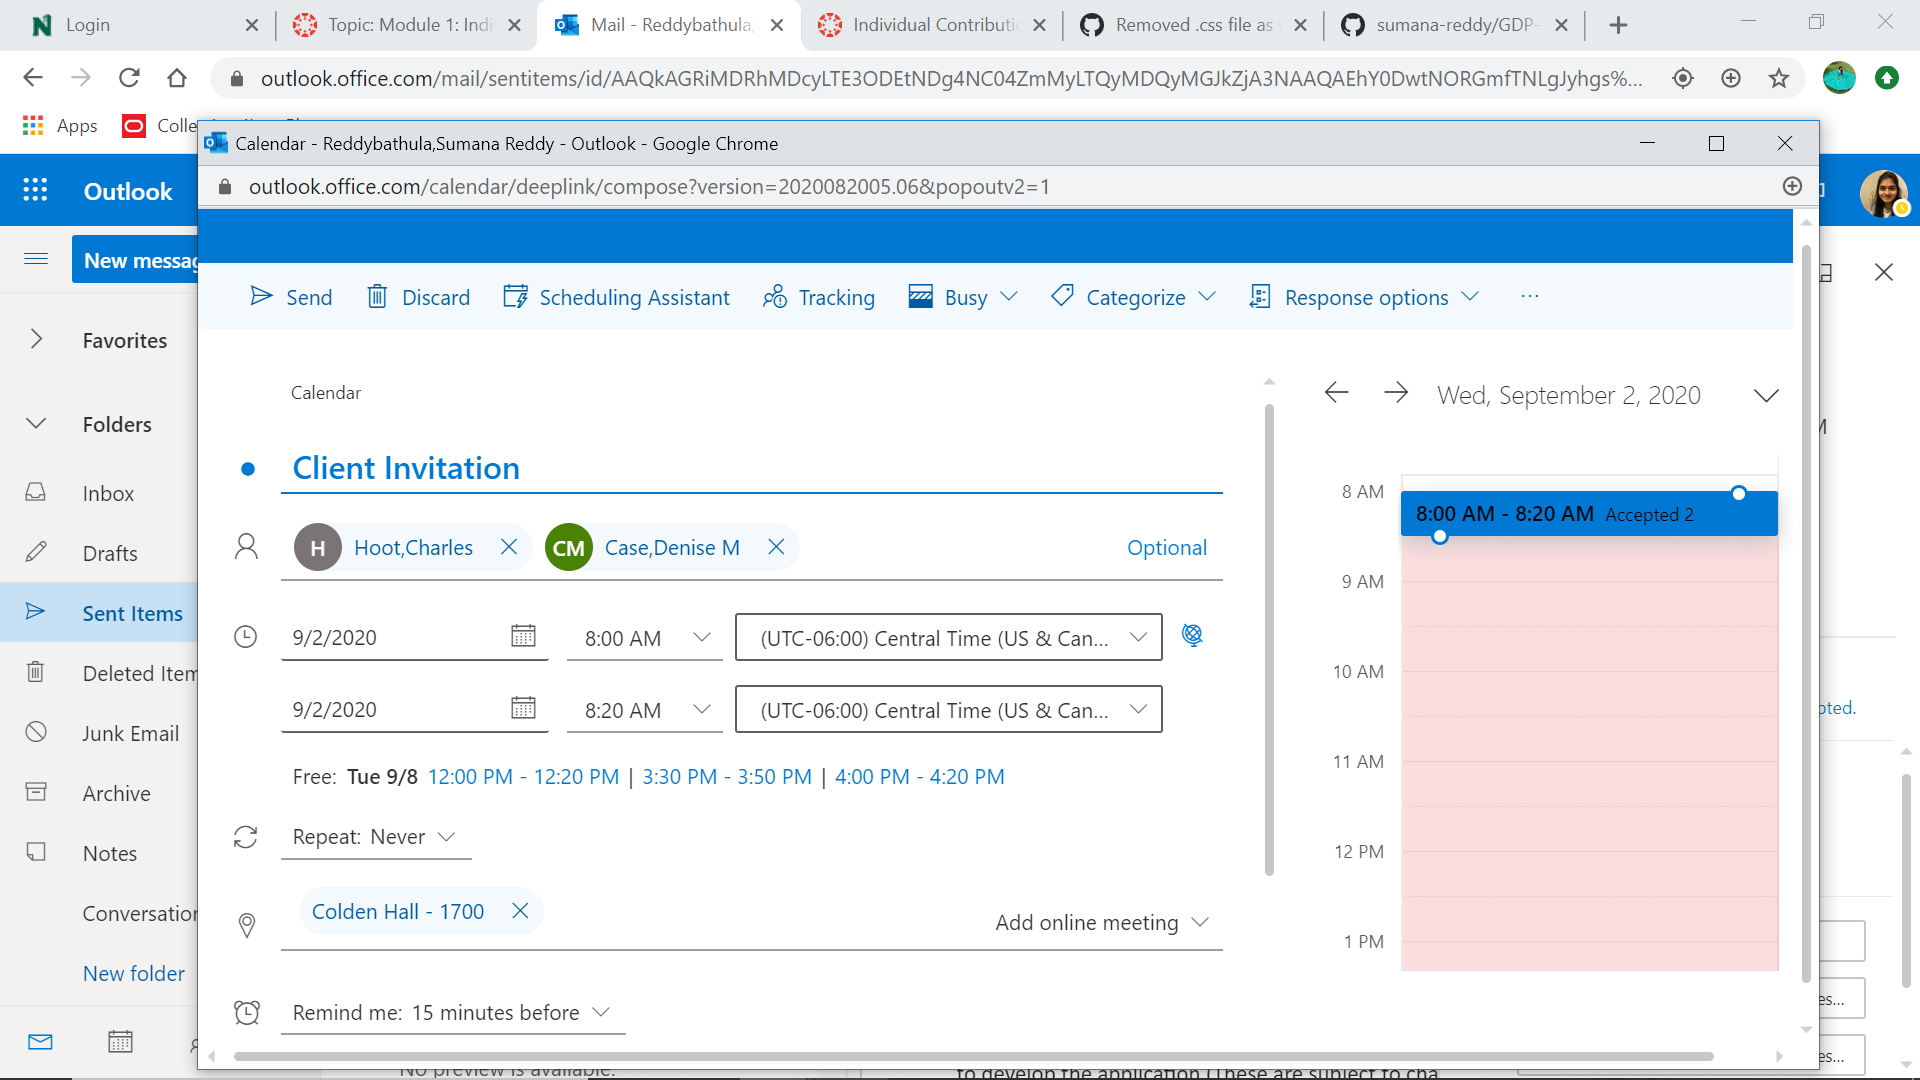 Login
Topic: Module 1: Indi
Mail - Reddybathula,
Individual Contributi
Removed .css file as
sumana-reddy/GDP-
outlook.office.com/mail/sentitems/id/AAQkAGRiMDRhMDcyLTE3ODEtNDg4NC04ZmMyLTQyMDQyMGJkZjA3NAAQAEhY0DwtNORGmfTNLgJyhgs%...
Apps
Colle
Calendar - Reddybathula,Sumana Reddy - Outlook - Google Chrome
outlook.office.com/calendar/deeplink/compose?version=2020082005.06&popoutv2=1
Outlook
New messag
Send
Discard
Scheduling Assistant
Tracking
Busy
Categorize
Response options
...
Favorites
Folders
Inbox
Drafts
Sent Items
Deleted Item
Junk Email
Archive
Notes
Conversation
New folder
Calendar
Client Invitation
H
Hoot,Charles
CM
Case,Denise M
Optional
9/2/2020
8:00 AM
(UTC-06:00) Central Time (US & Can...
9/2/2020
8:20 AM
(UTC-06:00) Central Time (US & Can...
Free: Tue 9/8 12:00 PM - 12:20 PM | 3:30 PM - 3:50 PM | 4:00 PM - 4:20 PM
Repeat: Never
Colden Hall - 1700
Add online meeting
Remind me: 15 minutes before
Wed, September 2, 2020
8 AM
8:00 AM - 8:20 AM Accepted 2
9 AM
10 AM
11 AM
12 PM
1 PM
pted.
es...
es...
No preview is available.
to develop the application (These are subject to cha